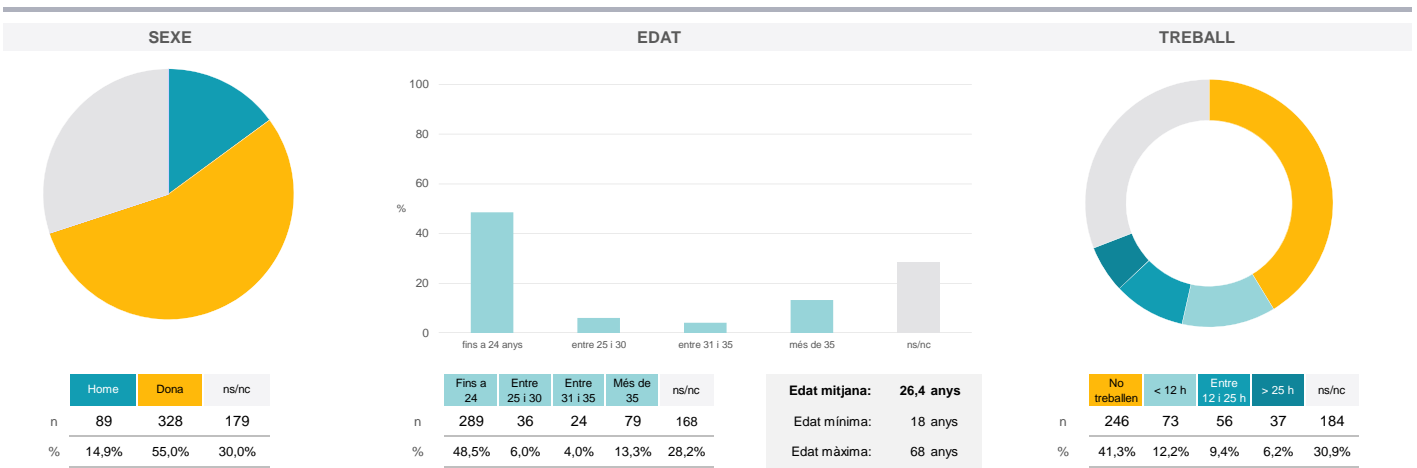 SEXE
EDAT
TREBALL
100
80
60
%
40
20
0
fins a 24 anys entre 25 i 30 entre 31 i 35 més de 35 ns/nc
Home Dona ns/nc
n 89 328 179
% 14,9% 55,0% 30,0%
Fins a 24 Entre 25 i 30 Entre 31 i 35 Més de 35 ns/nc
n 289 36 24 79 168
% 48,5% 6,0% 4,0% 13,3% 28,2%
Edat mitjana: 26,4 anys
Edat mínima: 18 anys
Edat màxima: 68 anys
No treballen < 12 h Entre 12 i 25 h > 25 h ns/nc
n 246 73 56 37 184
% 41,3% 12,2% 9,4% 6,2% 30,9%